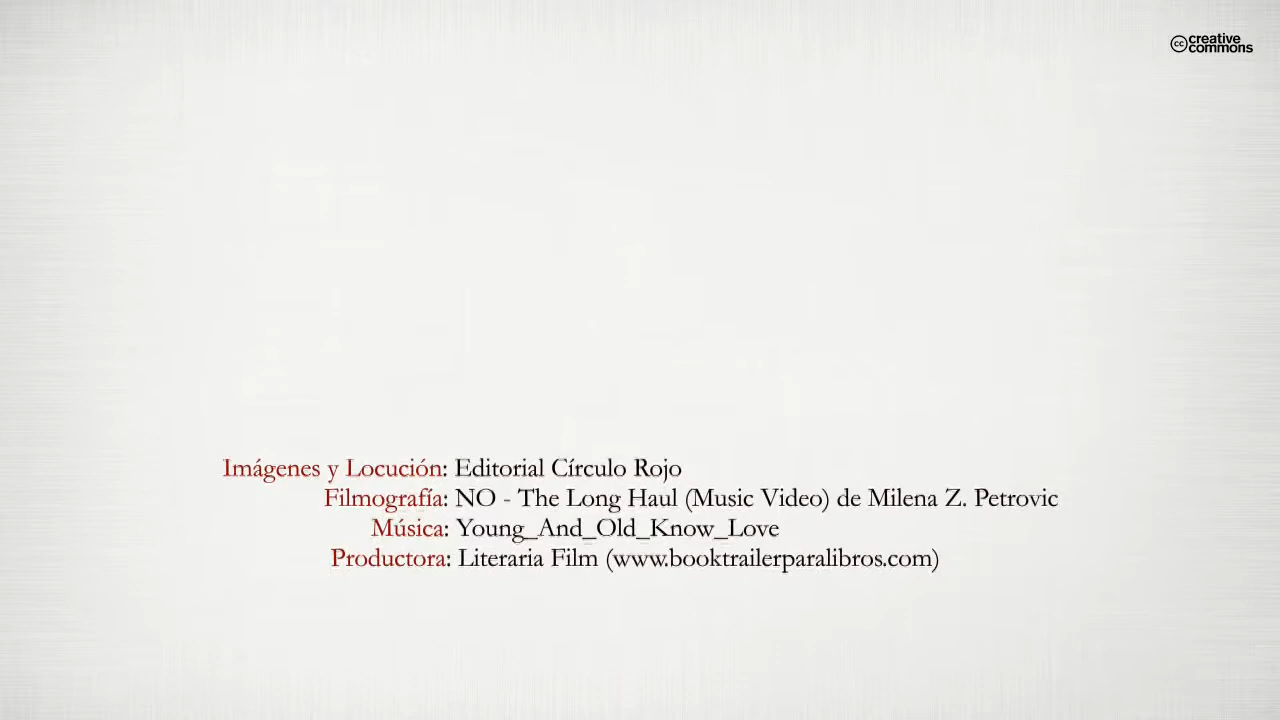 creative
commons
Imágenes y Locución: Editorial Círculo Rojo
Filmografía: NO - The Long Haul (Music Video) de Milena Z. Petrovic
Música: Young_And_Old_Know_Love
Productora: Literaria Film (www.booktrailerparalibros.com)